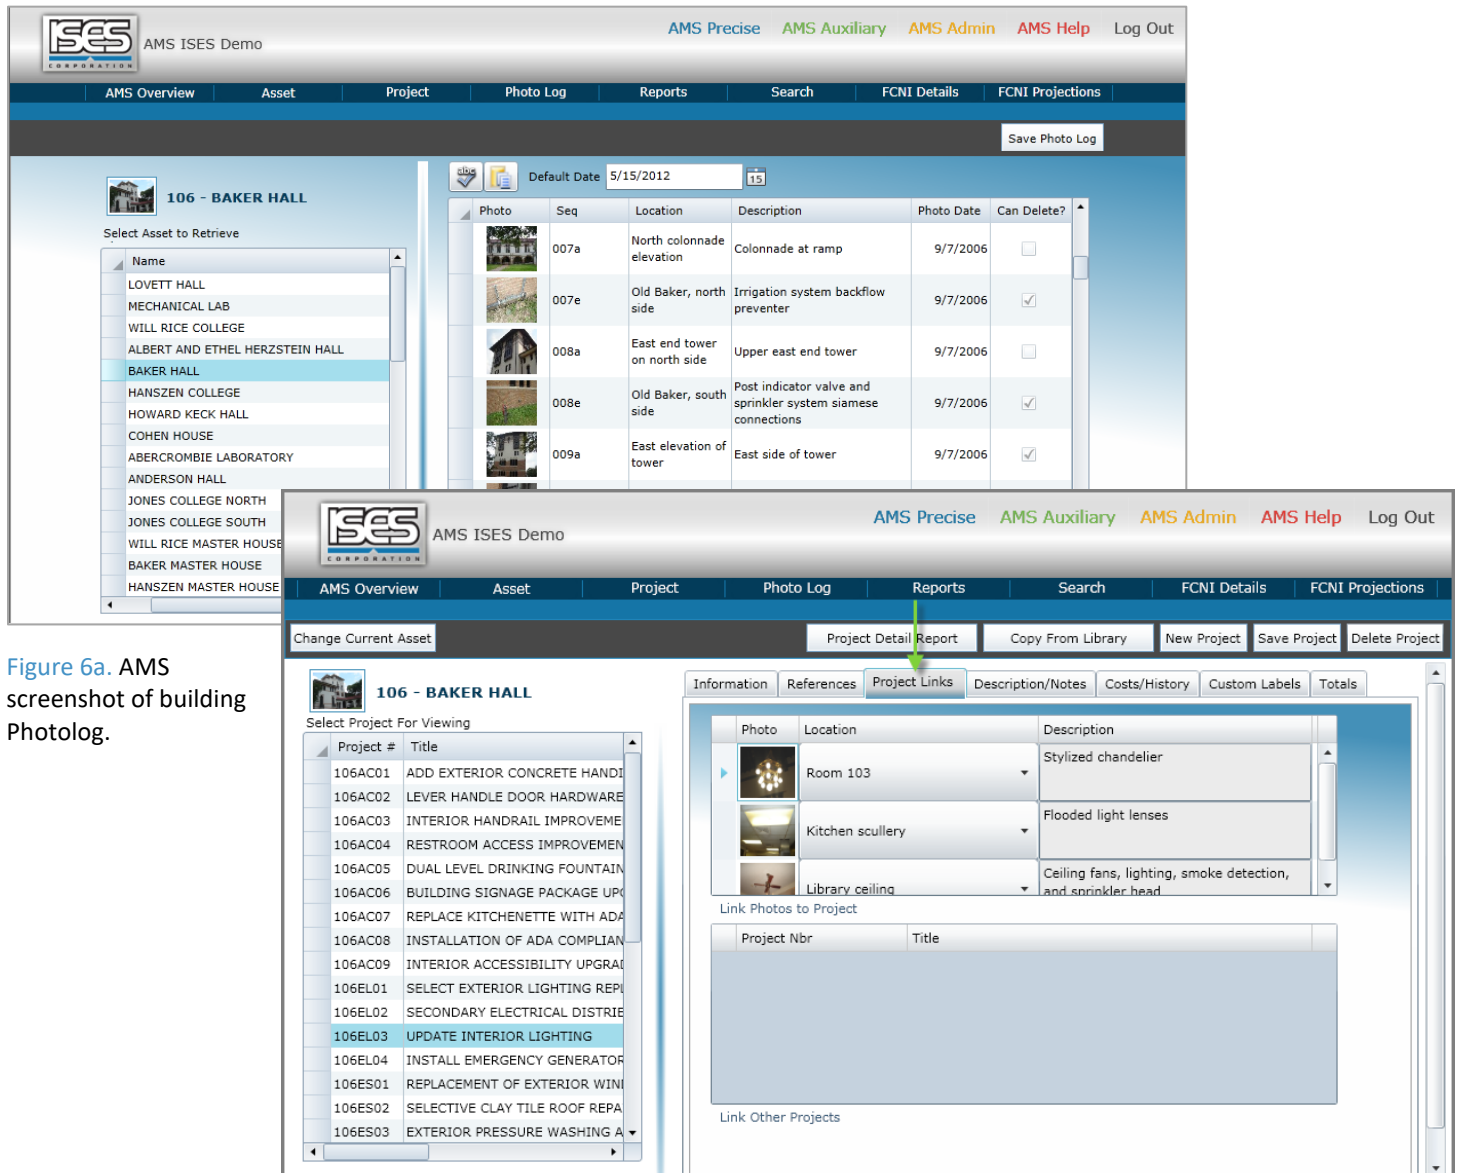 ISES
CORPORATION
AMS ISES Demo
AMS Precise AMS Auxiliary AMS Admin AMS Help Log Out
AMS Overview Asset Project Photo Log Reports Search FCNI Details FCNI Projections
Save Photo Log
106 - BAKER HALL
Select Asset to Retrieve
Name
LOVETT HALL
MECHANICAL LAB
WILL RICE COLLEGE
ALBERT AND ETHEL HERZSTEIN HALL
BAKER HALL
HANSZEN COLLEGE
HOWARD KECK HALL
COHEN HOUSE
ABERCROMBIE LABORATORY
ANDERSON HALL
JONES COLLEGE NORTH
JONES COLLEGE SOUTH
WILL RICE MASTER HOUSE
BAKER MASTER HOUSE
HANSZEN MASTER HOUSE
abc Default Date 5/15/2012 15
Photo Seq Location Description Photo Date Can Delete?
007a North colonnade elevation Colonnade at ramp 9/7/2006
007e Old Baker, north side Irrigation system backflow preventer 9/7/2006
008a East end tower on north side Upper east end tower 9/7/2006
008e Old Baker, south side Post indicator valve and sprinkler system siamese connections 9/7/2006
009a East elevation of tower East side of tower 9/7/2006
Figure 6a. AMS
screenshot of building
Photolog.
ISES
CORPORATION
AMS ISES Demo
AMS Precise AMS Auxiliary AMS Admin AMS Help Log Out
AMS Overview Asset Project Photo Log Reports Search FCNI Details FCNI Projections
Change Current Asset Project Detail Report Copy From Library New Project Save Project Delete Project
106 - BAKER HALL
Select Project For Viewing
Project # Title
106AC01 ADD EXTERIOR CONCRETE HANDI
106AC02 LEVER HANDLE DOOR HARDWARE
106AC03 INTERIOR HANDRAIL IMPROVEME
106AC04 RESTROOM ACCESS IMPROVEMEN
106AC05 DUAL LEVEL DRINKING FOUNTAIN
106AC06 BUILDING SIGNAGE PACKAGE UPG
106AC07 REPLACE KITCHENETTE WITH ADA
106AC08 INSTALLATION OF ADA COMPLIAN
106AC09 INTERIOR ACCESSIBILITY UPGRAD
106EL01 SELECT EXTERIOR LIGHTING REPL
106EL02 SECONDARY ELECTRICAL DISTRIB
106EL03 UPDATE INTERIOR LIGHTING
106EL04 INSTALL EMERGENCY GENERATOR
106ES01 REPLACEMENT OF EXTERIOR WIN
106ES02 SELECTIVE CLAY TILE ROOF REPA
106ES03 EXTERIOR PRESSURE WASHING A
Information References Project Links Description/Notes Costs/History Custom Labels Totals
Photo Location Description
Room 103 Stylized chandelier
Kitchen scullery Flooded light lenses
Library ceiling Ceiling fans, lighting, smoke detection, and sprinkler head
Link Photos to Project
Project Nbr Title
Link Other Projects